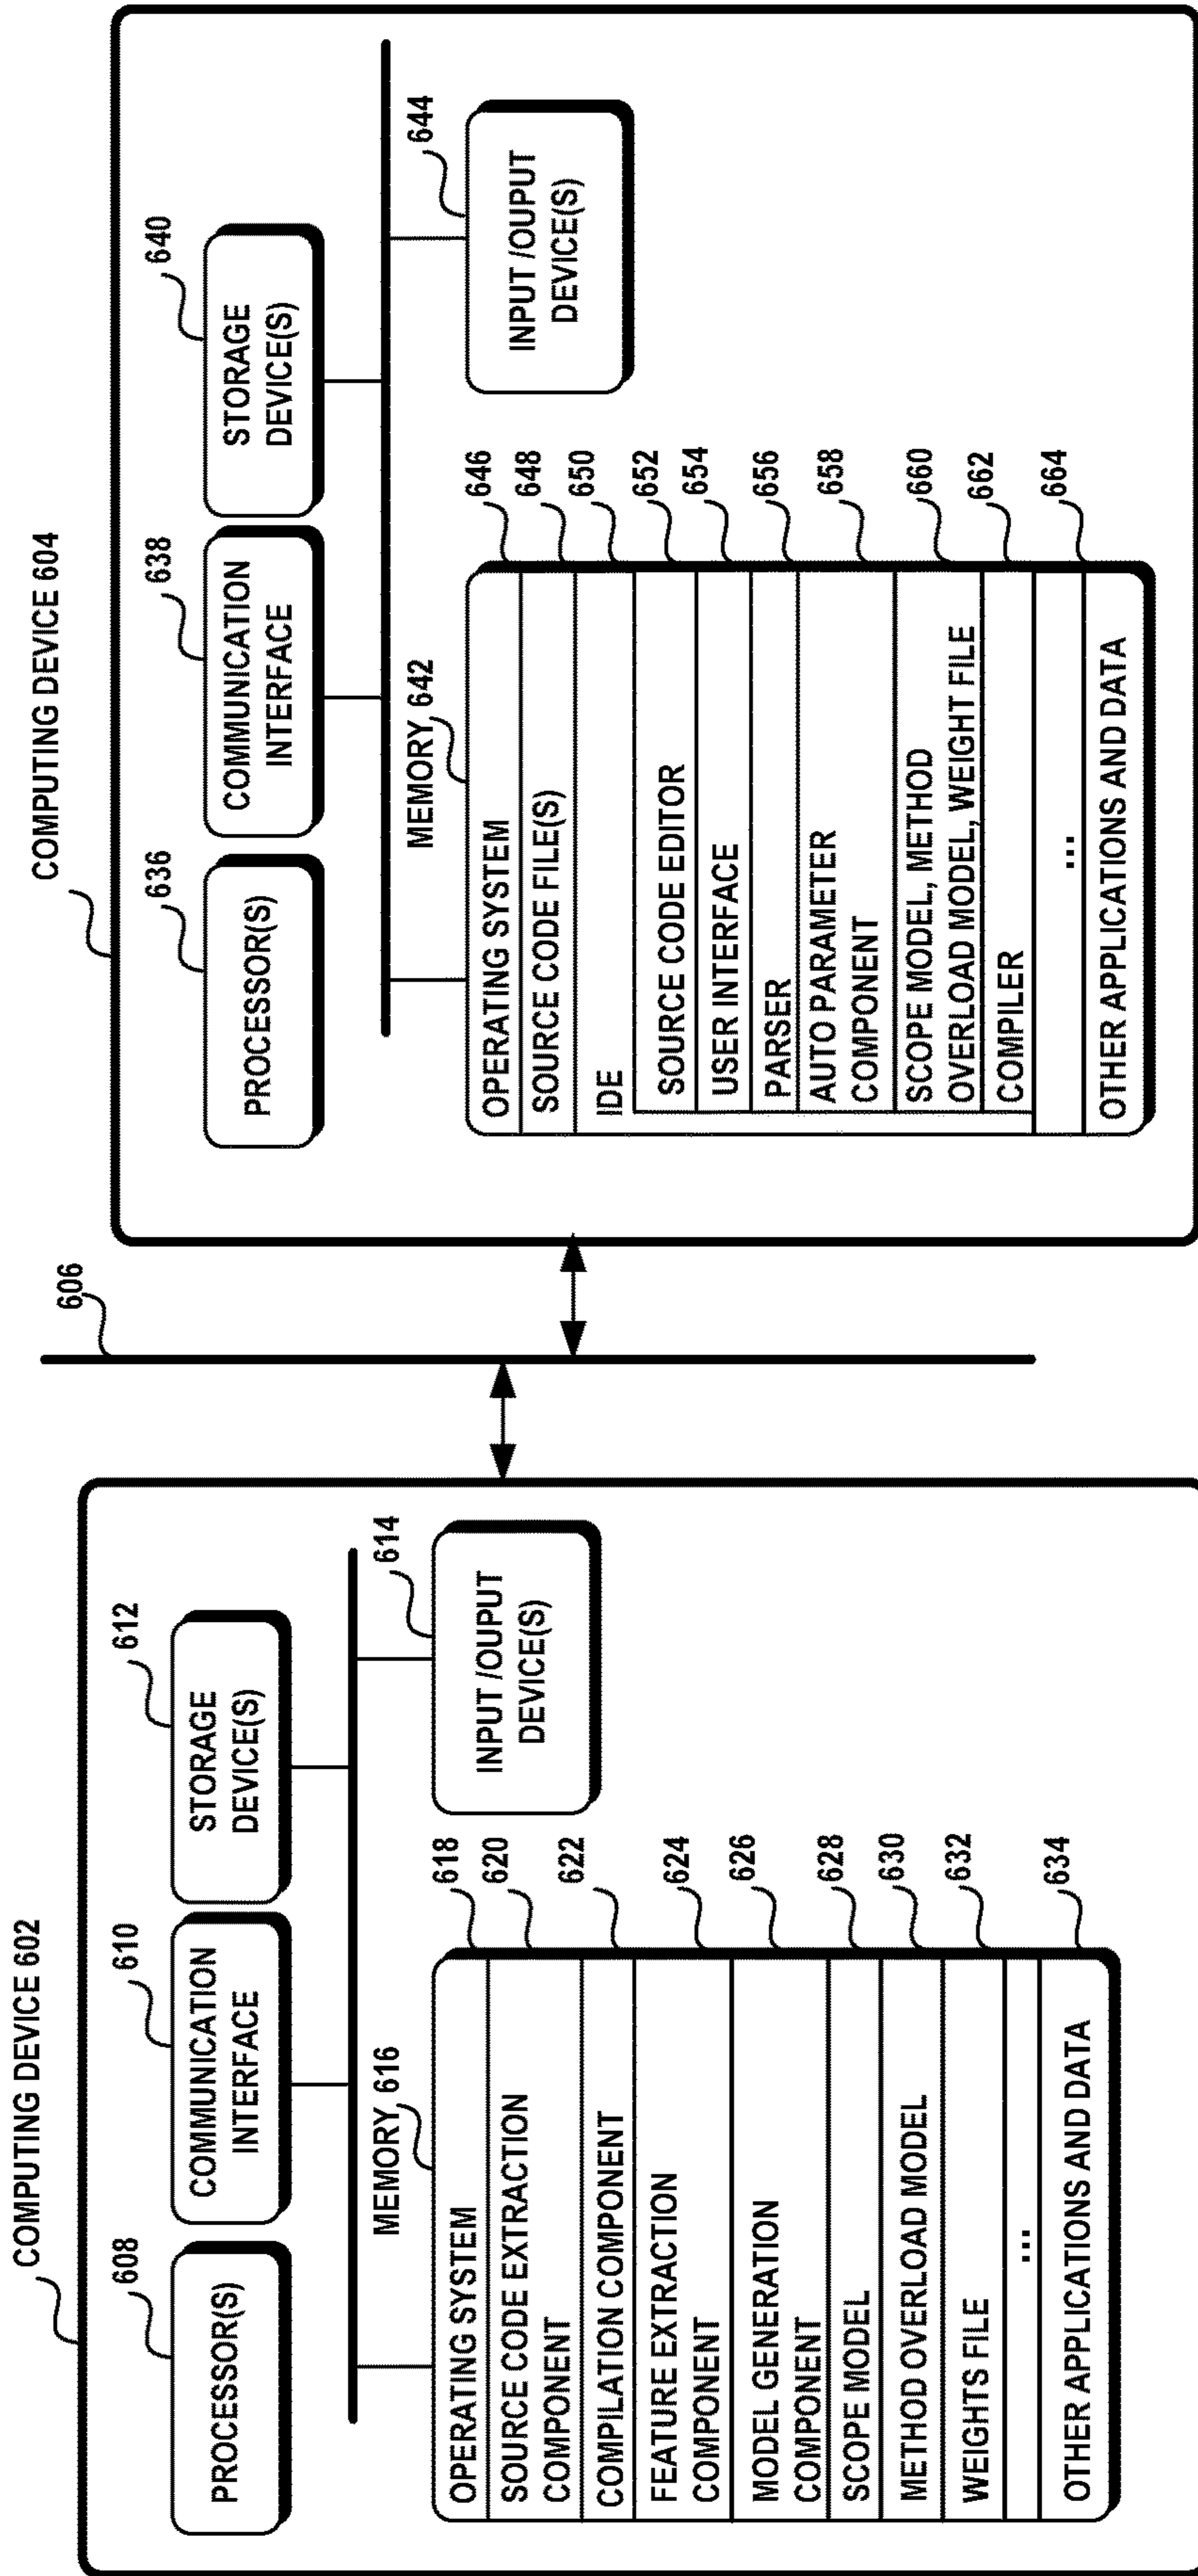 COMPUTING DEVICE 602
608
610
612
PROCESSOR(S)
COMMUNICATION
INTERFACE
STORAGE
DEVICE(S)
MEMORY 616
614
INPUT /OUPUT
DEVICE(S)
OPERATING SYSTEM
618
SOURCE CODE EXTRACTION
COMPONENT
620
COMPILATION COMPONENT
622
FEATURE EXTRACTION
COMPONENT
624
MODEL GENERATION
COMPONENT
626
SCOPE MODEL
628
METHOD OVERLOAD MODEL
630
WEIGHTS FILE
632
...
OTHER APPLICATIONS AND DATA
634
606
COMPUTING DEVICE 604
636
638
640
PROCESSOR(S)
COMMUNICATION
INTERFACE
STORAGE
DEVICE(S)
MEMORY 642
644
INPUT /OUPUT
DEVICE(S)
OPERATING SYSTEM
646
SOURCE CODE FILE(S)
648
IDE
650
SOURCE CODE EDITOR
652
USER INTERFACE
654
PARSER
656
AUTO PARAMETER
COMPONENT
658
SCOPE MODEL, METHOD
OVERLOAD MODEL, WEIGHT FILE
660
COMPILER
662
...
OTHER APPLICATIONS AND DATA
664